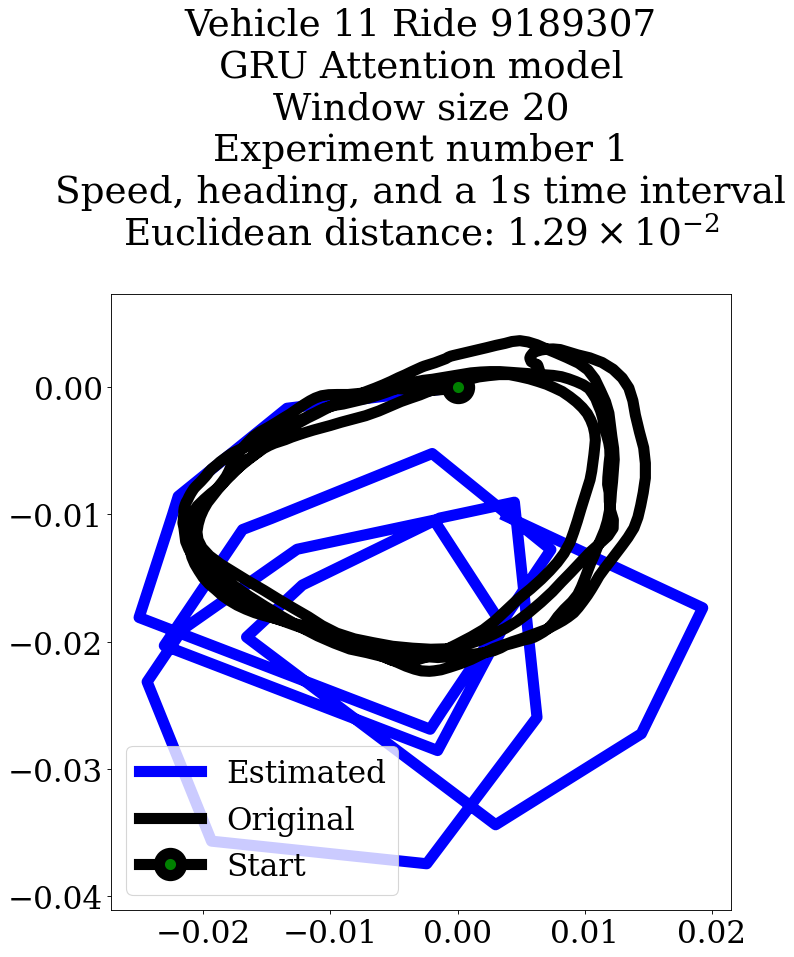 Vehicle 11 Ride 9189307
GRU Attention model
Window size 20
Experiment number 1
Speed, heading, and a 1s time interval
Euclidean distance: 1.29 × 10⁻²
0.00
−0.01
−0.02
−0.03
−0.04
Estimated
Original
Start
−0.02 −0.01 0.00 0.01 0.02